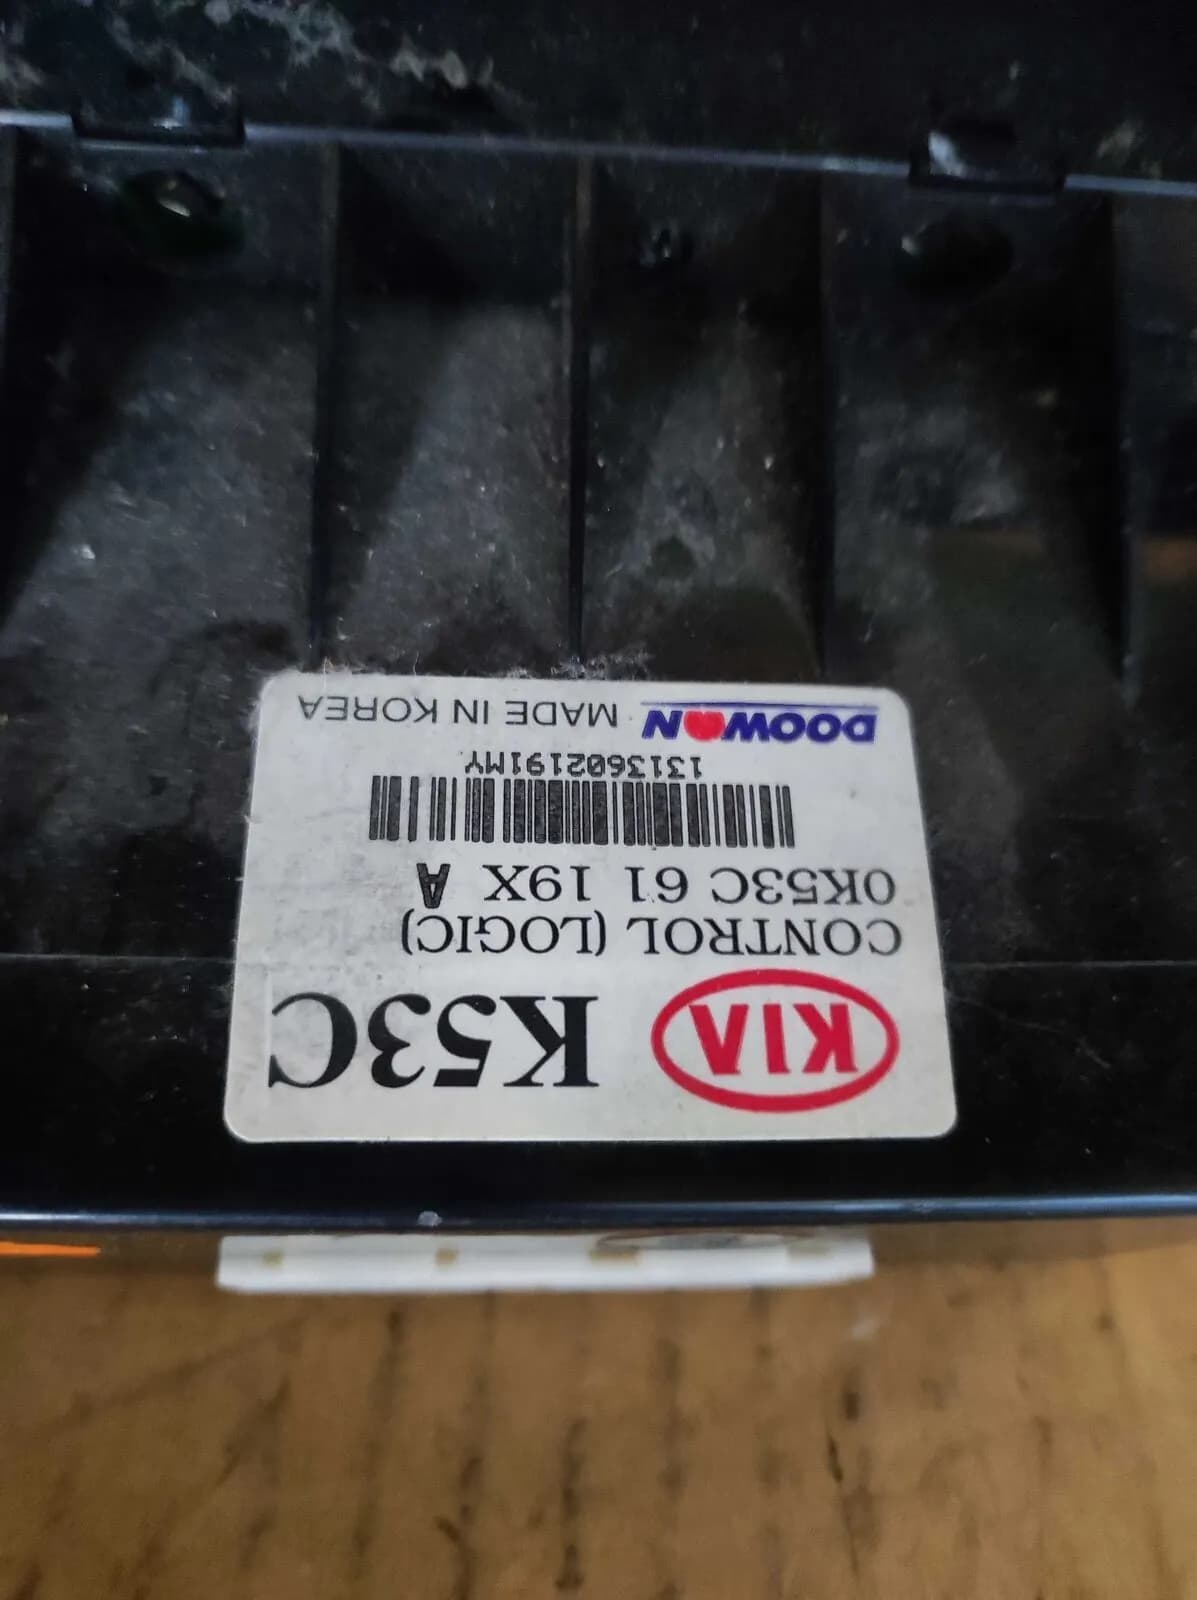 KIA K53C
CONTROL (LOGIC)
0K53C 61 19X A
1313602191MY
DOOWON MADE IN KOREA